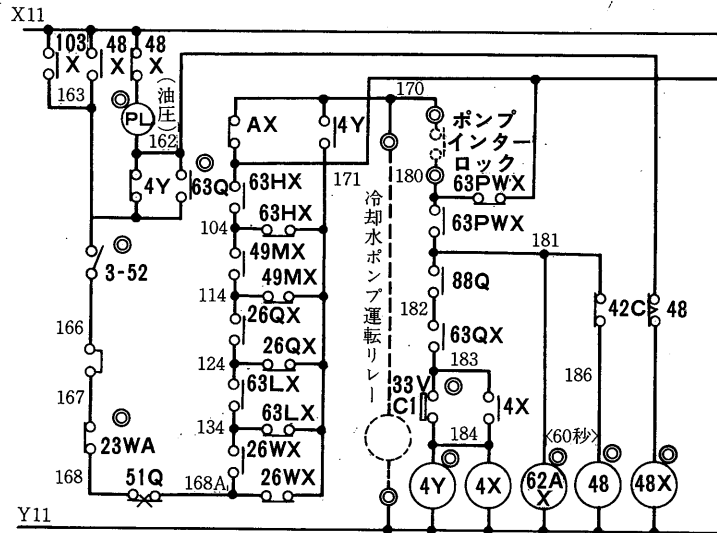 X11
103
X
48
X
48
X
163
(油圧)
PL
162
4Y
63Q
3-52
166
167
23WA
168
51Q
168A
AX
4Y
170
171
63HX
63HX
104
49MX
49MX
114
26QX
26QX
124
63LX
63LX
134
26WX
26WX
冷却水ポンプ運転リレー
ポンプ
インター
ロック
180
63PWX
63PWX
181
88Q
182
63QX
183
33V
C1
4X
184
42C
48
186
<60秒>
4Y
4X
62A
X
48
48X
Y11